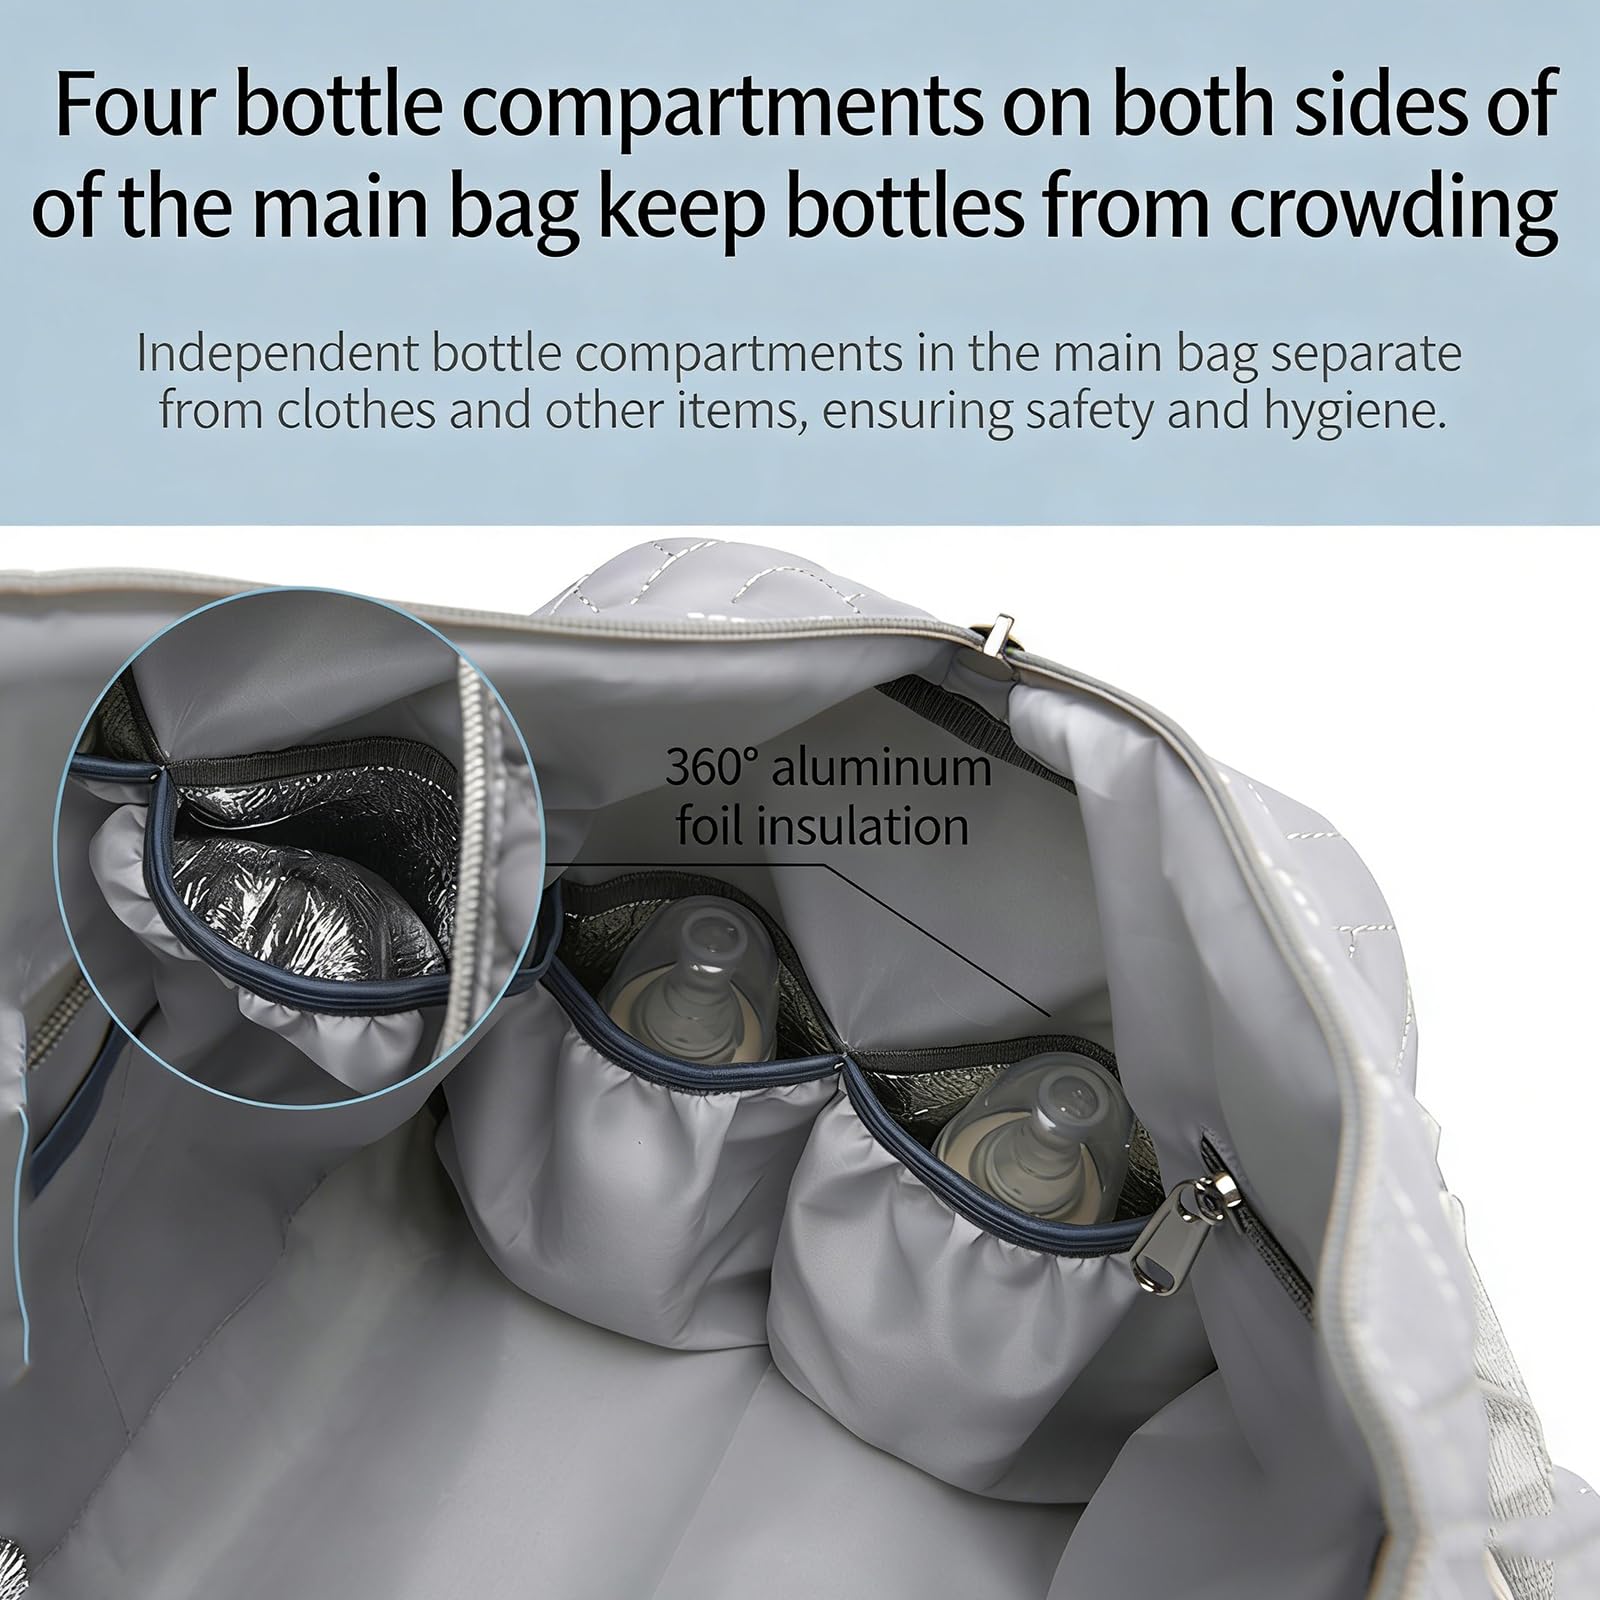 Four bottle compartments on both sides of
of the main bag keep bottles from crowding
Independent bottle compartments in the main bag separate
from clothes and other items, ensuring safety and hygiene.
360° aluminum
foil insulation